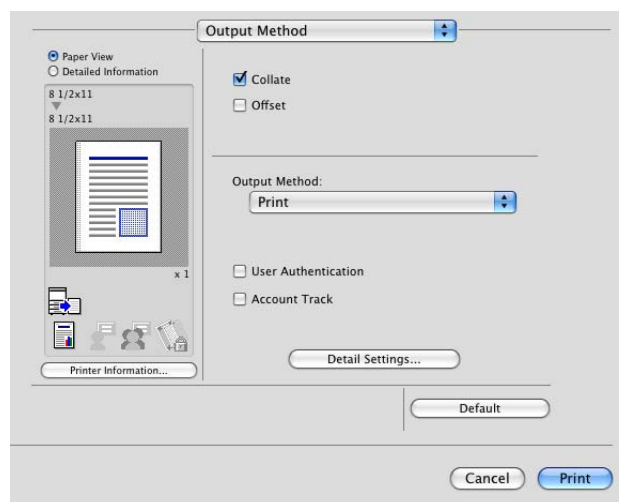 Output Method
Paper View
Detailed Information
8 1/2x11
8 1/2x11
x 1
Printer Information...
Collate
Offset
Output Method:
Print
User Authentication
Account Track
Detail Settings...
Default
Cancel
Print